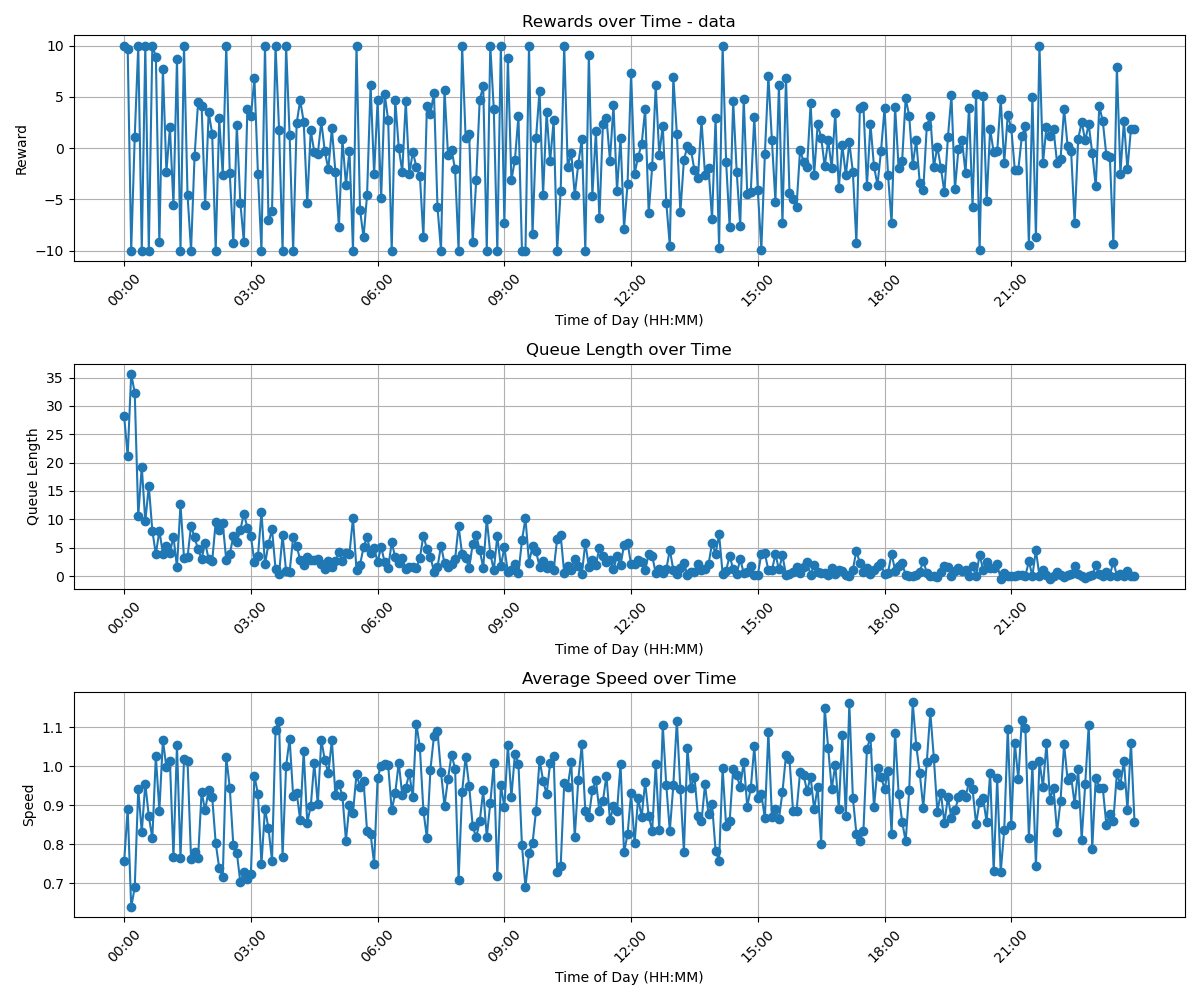 Rewards over Time - data
Reward
10
5
0
−5
−10
00:00 03:00 06:00 09:00 12:00 15:00 18:00 21:00
Time of Day (HH:MM)
Queue Length over Time
Queue Length
35
30
25
20
15
10
5
0
00:00 03:00 06:00 09:00 12:00 15:00 18:00 21:00
Time of Day (HH:MM)
Average Speed over Time
Speed
1.1
1.0
0.9
0.8
0.7
00:00 03:00 06:00 09:00 12:00 15:00 18:00 21:00
Time of Day (HH:MM)